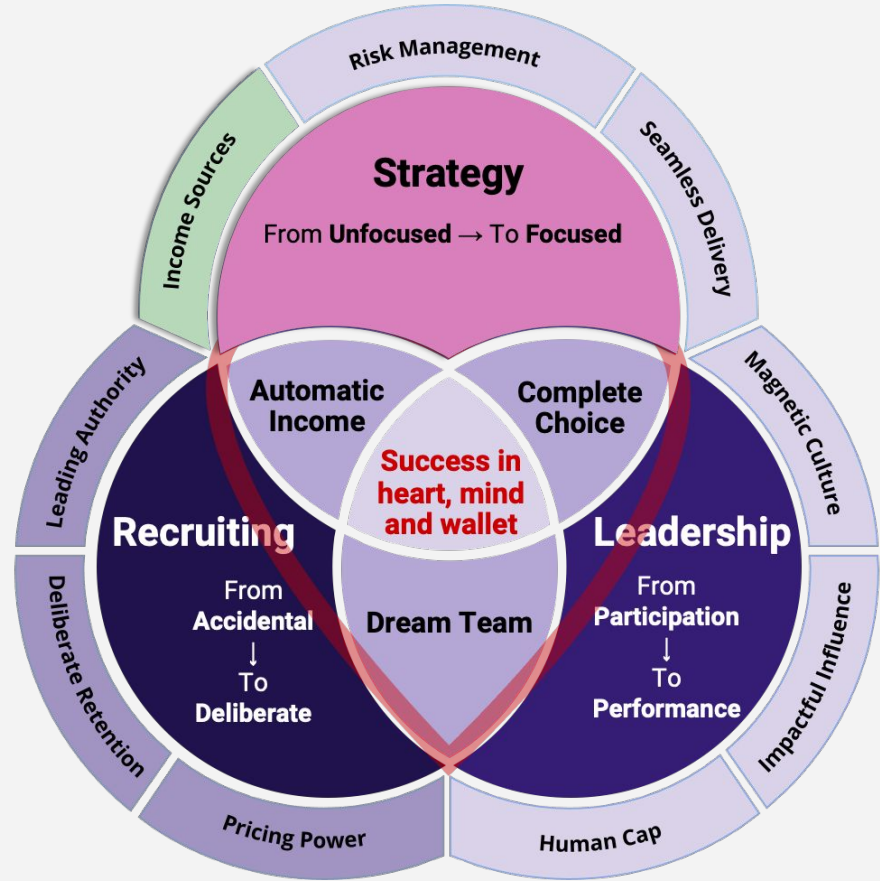 Risk Management
Income Sources
Seamless Delivery
Strategy
From Unfocused → To Focused
Leading Authority
Magnetic Culture
Automatic
Income
Complete
Choice
Success in
heart, mind
and wallet
Recruiting
From
Accidental
↓
To
Deliberate
Leadership
From
Participation
↓
To
Performance
Dream Team
Deliberate Retention
Impactful Influence
Pricing Power
Human Cap